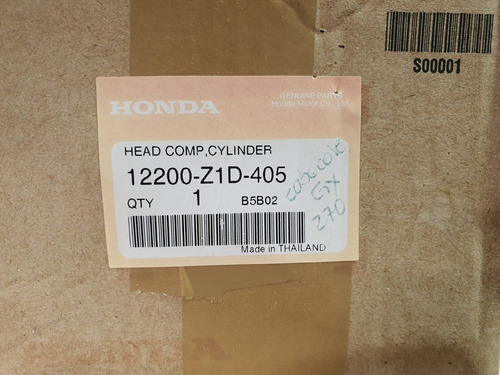 S00001
HONDA
GENUINE PARTS
Honda Motor Co., Ltd.
HEAD COMP,CYLINDER
12200-Z1D-405
QTY 1 B5B02
GX
270
Made in THAILAND
HONDA